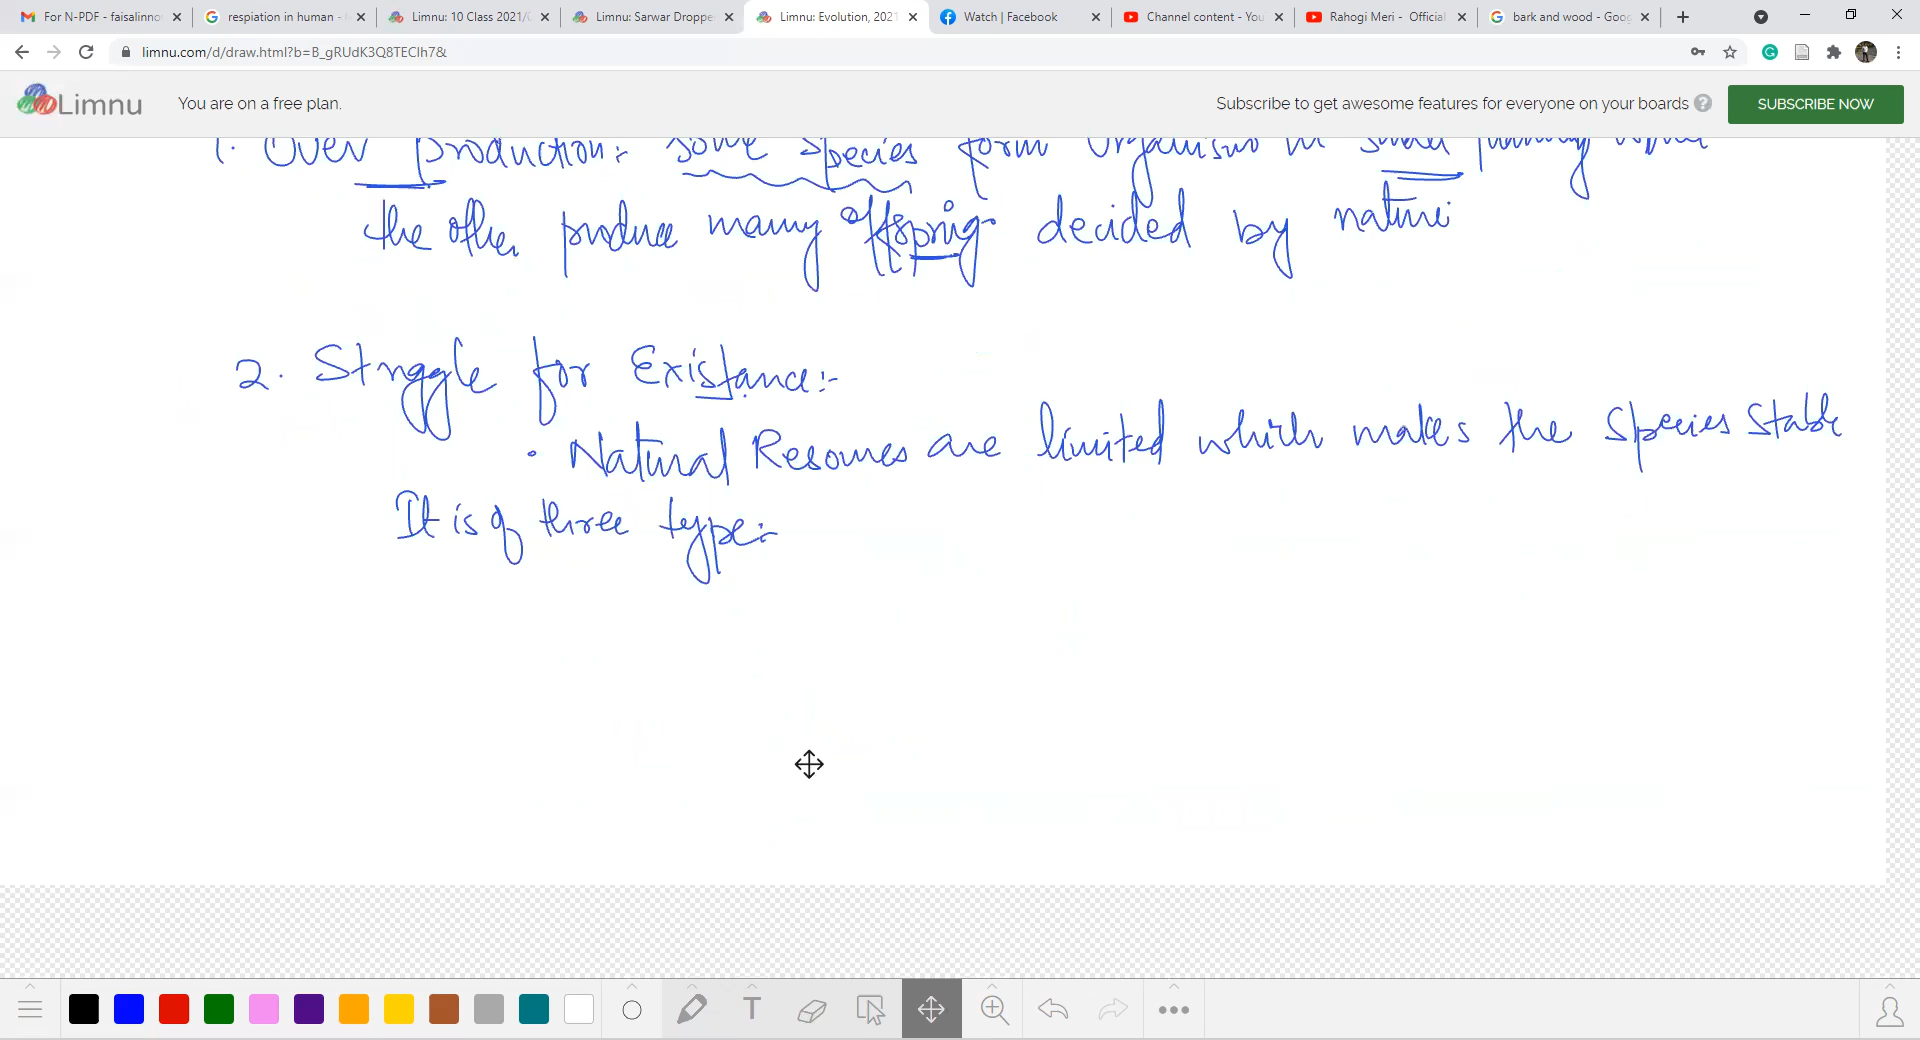 For N-PDF - faisalinno
respiation in human -
Limnu: 10 Class 2021/
Limnu: Sarwar Droppe
Limnu: Evolution, 2021
Watch | Facebook
Channel content - You
Rahogi Meri - Official
bark and wood - Goog
limnu.com/d/draw.html?b=B_gRUdK3Q8TEClh7&
Limnu
You are on a free plan.
Subscribe to get awesome features for everyone on your boards ?
SUBSCRIBE NOW
1. Over production:- some species form organism in small
the other produce many offspring decided by nature
2. Struggle for Existance:-
• Natural Resources are limited which makes the Species Stable
It is of three type:-
T